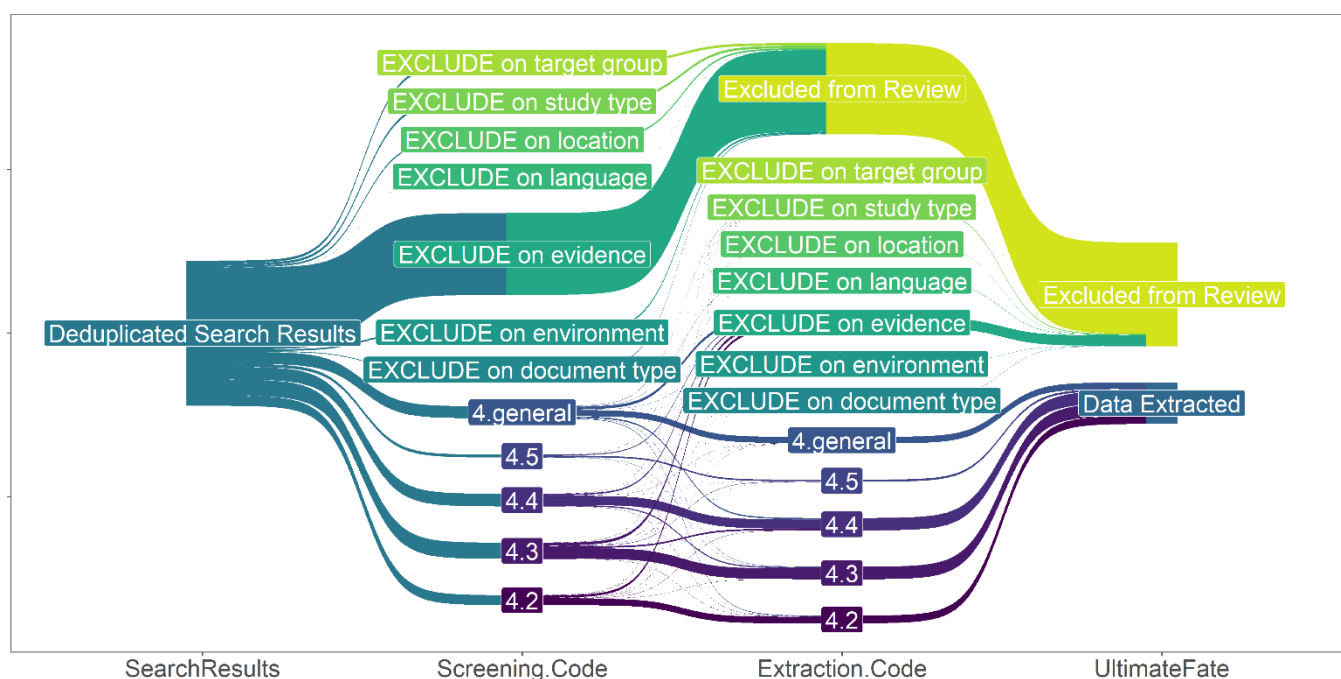 Deduplicated Search Results
EXCLUDE on target group
EXCLUDE on study type
EXCLUDE on location
EXCLUDE on language
EXCLUDE on evidence
EXCLUDE on environment
EXCLUDE on document type
4.general
4.5
4.4
4.3
4.2
Excluded from Review
EXCLUDE on target group
EXCLUDE on study type
EXCLUDE on location
EXCLUDE on language
EXCLUDE on evidence
EXCLUDE on environment
EXCLUDE on document type
4.general
4.5
4.4
4.3
4.2
Excluded from Review
Data Extracted
SearchResults
Screening.Code
Extraction.Code
UltimateFate